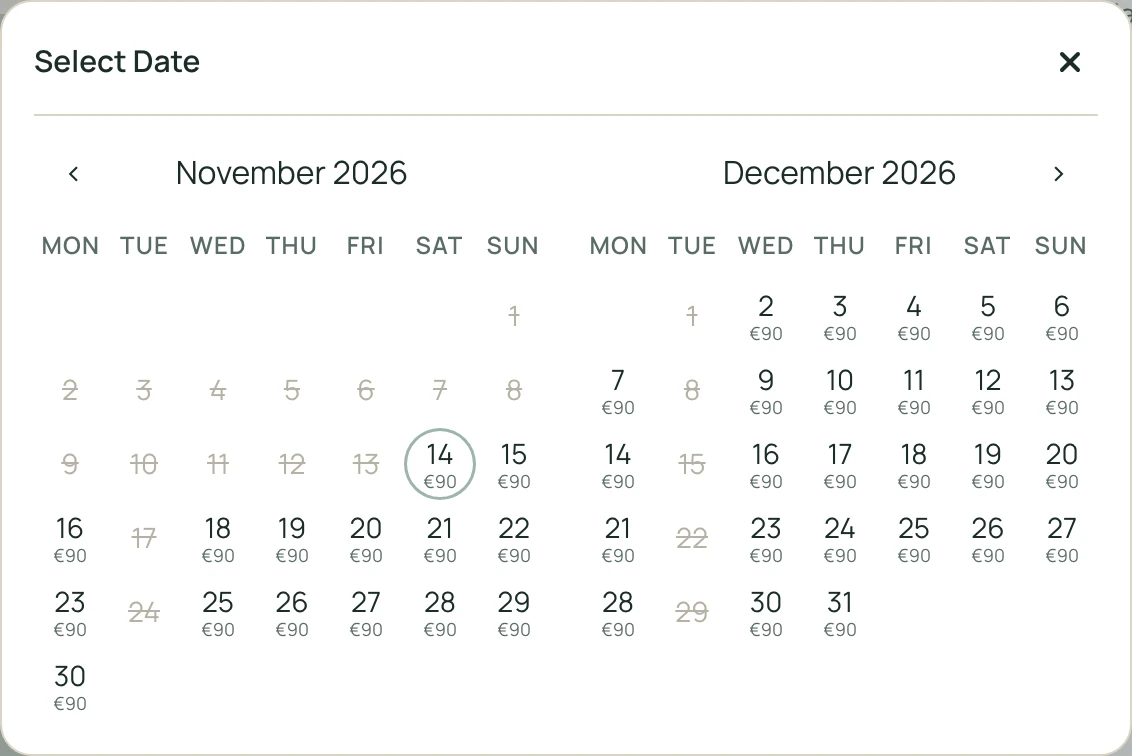 Select Date
November 2026
MON TUE WED THU FRI SAT SUN
1
2 3 4 5 6 7 8
9 10 11 12 13 14 15
€90 €90
16 17 18 19 20 21 22
€90 €90 €90 €90 €90 €90
23 24 25 26 27 28 29
€90 €90 €90 €90 €90 €90
30
€90
December 2026
MON TUE WED THU FRI SAT SUN
1 2 3 4 5 6
€90 €90 €90 €90 €90
7 8 9 10 11 12 13
€90 €90 €90 €90 €90 €90
14 15 16 17 18 19 20
€90 €90 €90 €90 €90 €90
21 22 23 24 25 26 27
€90 €90 €90 €90 €90 €90
28 29 30 31
€90 €90 €90